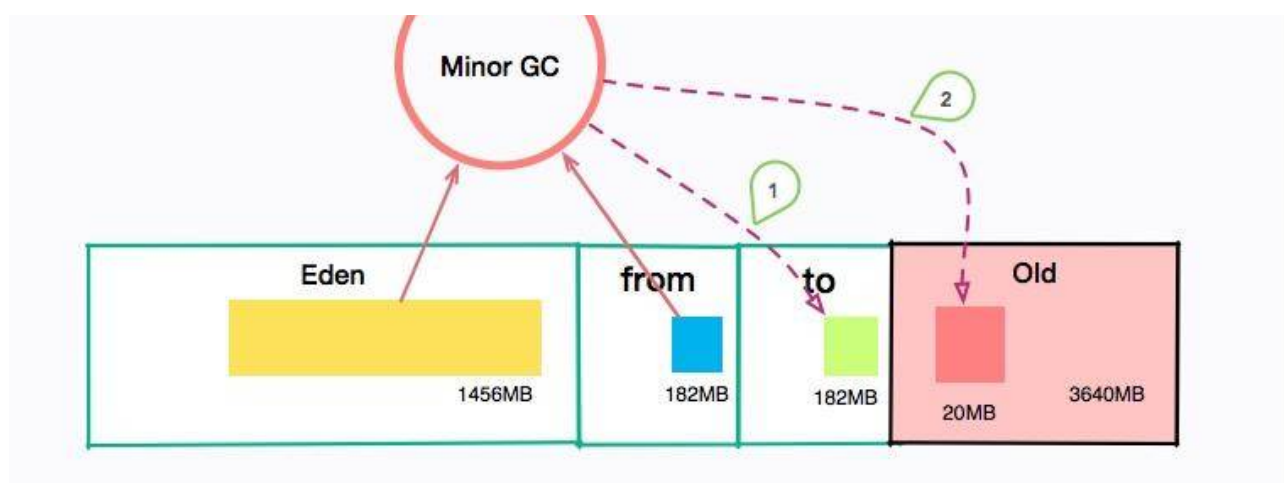 Minor GC
2
1
Eden
from
to
Old
1456MB
182MB
182MB
20MB
3640MB